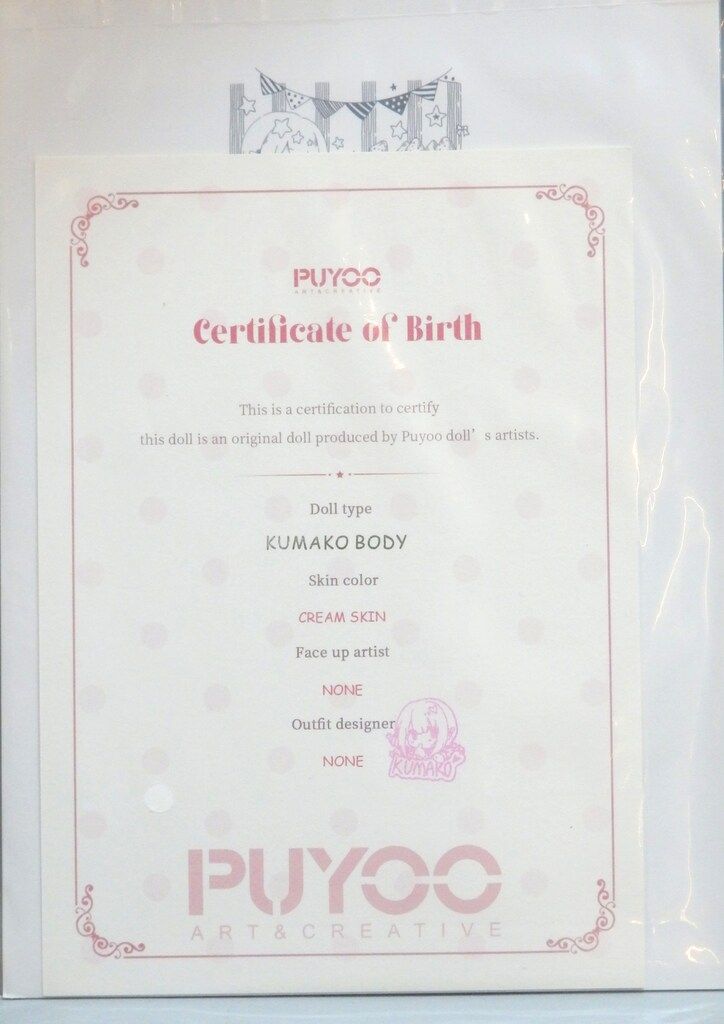 PUYOO
ART&CREATIVE
Certificate of Birth
This is a certification to certify
this doll is an original doll produced by Puyoo doll’s artists.
Doll type
KUMAKO BODY
Skin color
CREAM SKIN
Face up artist
NONE
Outfit designer
NONE
KUMAKO
PUYOO
ART&CREATIVE